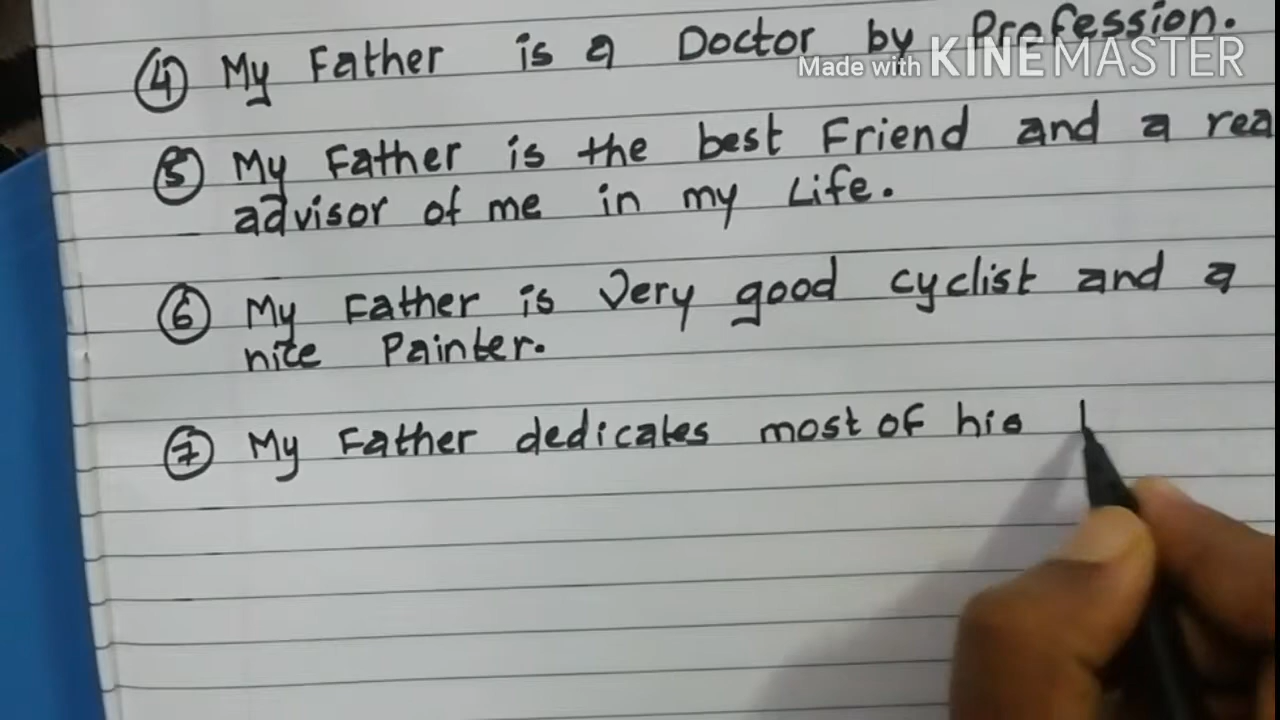 ④ My Father is a Doctor by Profession.
Made with KINEMASTER
⑤ My Father is the best Friend and a rea
advisor of me in my Life.
⑥ My Father is Very good cyclist and a
nice Painter.
⑦ My Father dedicates most of his